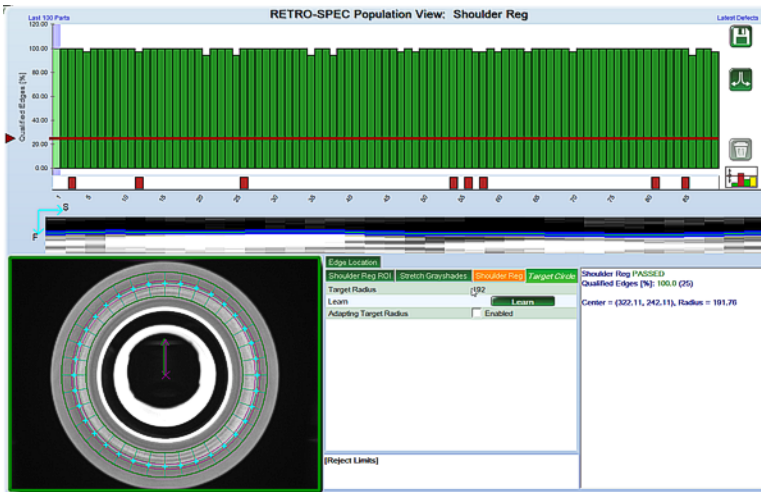 Last 100 Parts
RETRO-SPEC Population View: Shoulder Reg
Latest Defects
120.00
100.00
80.00
60.00
40.00
20.00
0.00
Qualified Edges [%]
1 5 10 15 20 25 30 35 40 45 50 55 60 65 70 75 80 85
S
F
Edge Location
Shoulder Reg ROI Stretch Grayshades Shoulder Reg Target Circle
Target Radius 192
Learn Learn
Adapting Target Radius Enabled
[Reject Limits]
Shoulder Reg PASSED
Qualified Edges [%]: 100.0 (25)
Center = (322.11, 242.11), Radius = 191.76